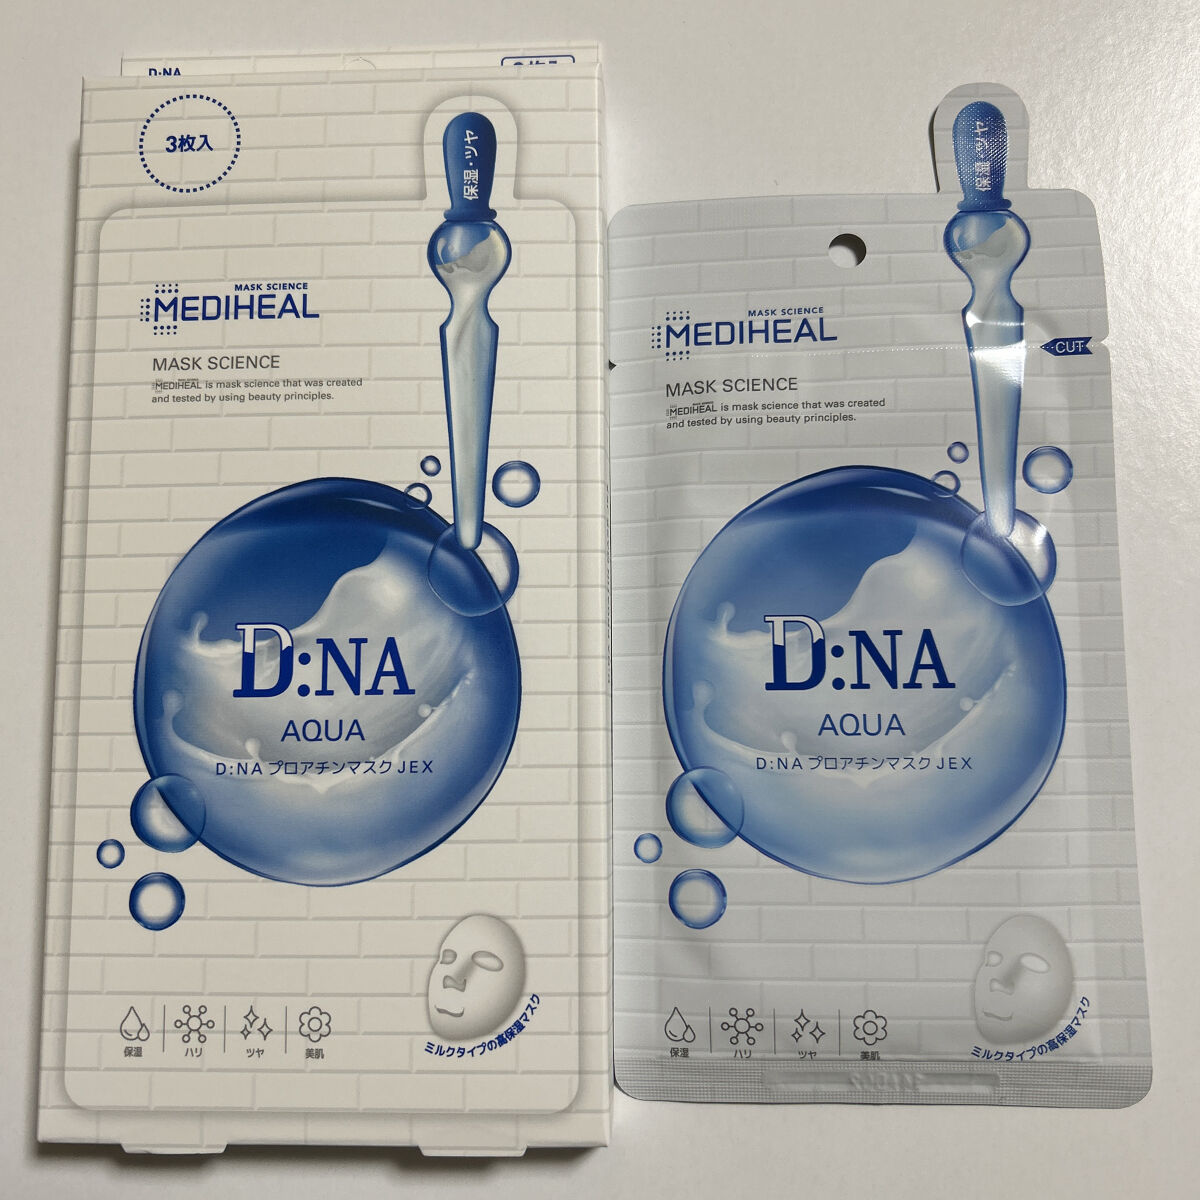 D:NA
3枚入
保湿・ツヤ
MASK SCIENCE
MEDIHEAL
MASK SCIENCE
MEDIHEAL is mask science that was created
and tested by using beauty principles.
D:NA
AQUA
D:NA プロアチンマスク JEX
保湿
ハリ
ツヤ
美肌
ミルクタイプの高保湿マスク
保湿・ツヤ
MASK SCIENCE
MEDIHEAL
CUT
MASK SCIENCE
MEDIHEAL is mask science that was created
and tested by using beauty principles.
D:NA
AQUA
D:NA プロアチンマスク JEX
保湿
ハリ
ツヤ
美肌
ミルクタイプの高保湿マスク